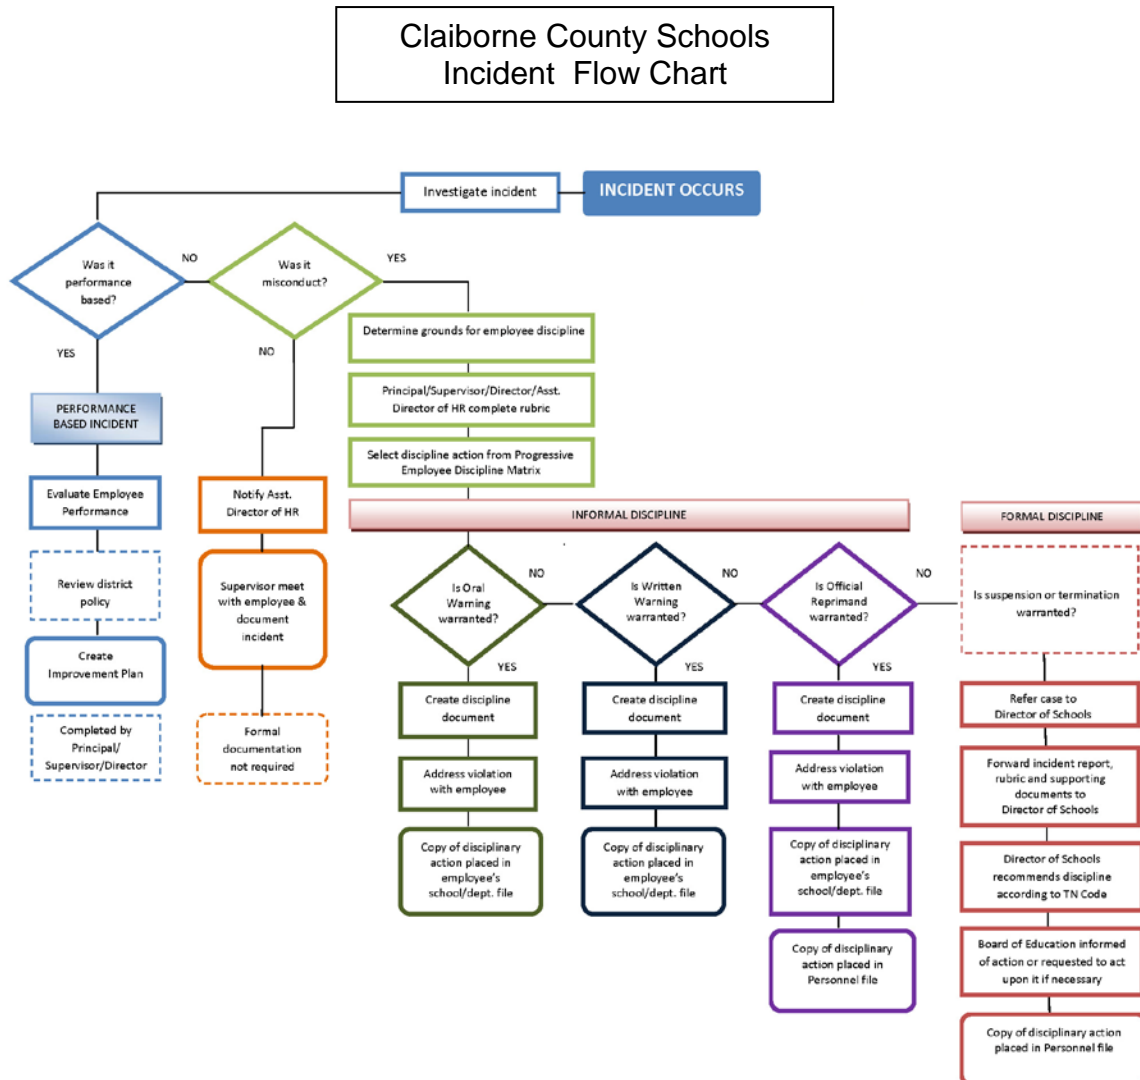 Claiborne County Schools
Incident Flow Chart
Investigate incident
INCIDENT OCCURS
Was it
performance
based?
NO
Was it
misconduct?
YES
YES
NO
Determine grounds for employee discipline
Principal/Supervisor/Director/Asst.
Director of HR complete rubric
Select discipline action from Progressive
Employee Discipline Matrix
PERFORMANCE
BASED INCIDENT
Evaluate Employee
Performance
Review district
policy
Create
Improvement Plan
Completed by
Principal/
Supervisor/Director
Notify Asst.
Director of HR
Supervisor meet
with employee &
document
incident
Formal
documentation
not required
INFORMAL DISCIPLINE
FORMAL DISCIPLINE
Is Oral
Warning
warranted?
NO
YES
Create discipline
document
Address violation
with employee
Copy of disciplinary
action placed in
employee's
school/dept. file
Is Written
Warning
warranted?
NO
YES
Create discipline
document
Address violation
with employee
Copy of disciplinary
action placed in
employee's
school/dept. file
Is Official
Reprimand
warranted?
NO
YES
Create discipline
document
Address violation
with employee
Copy of disciplinary
action placed in
employee's
school/dept. file
Copy of disciplinary
action placed in
Personnel file
Is suspension or termination
warranted?
Refer case to
Director of Schools
Forward incident report,
rubric and supporting
documents to
Director of Schools
Director of Schools
recommends discipline
according to TN Code
Board of Education informed
of action or requested to act
upon it if necessary
Copy of disciplinary action
placed in Personnel file